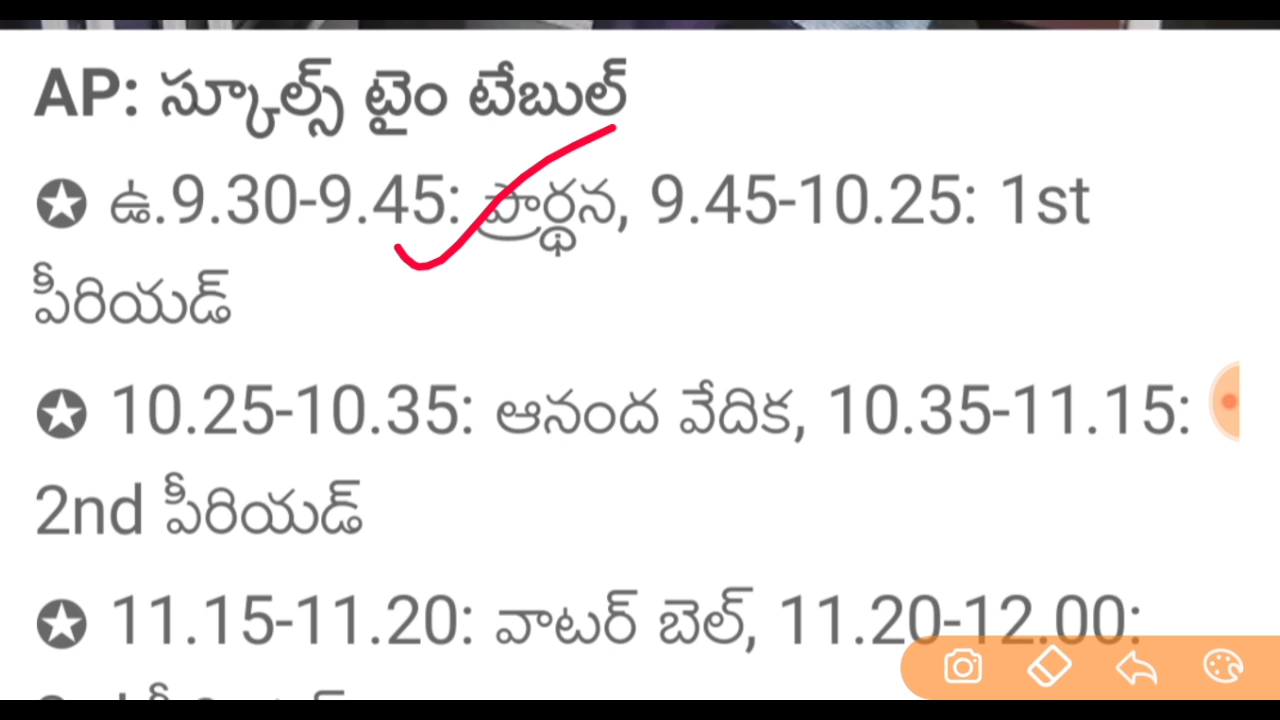 AP: స్కూల్స్ టైం టేబుల్
✪ ఉ.9.30-9.45: ప్రార్థన, 9.45-10.25: 1st
పీరియడ్
✪ 10.25-10.35: ఆనంద వేదిక, 10.35-11.15:
2nd పీరియడ్
✪ 11.15-11.20: వాటర్ బెల్, 11.20-12.00: